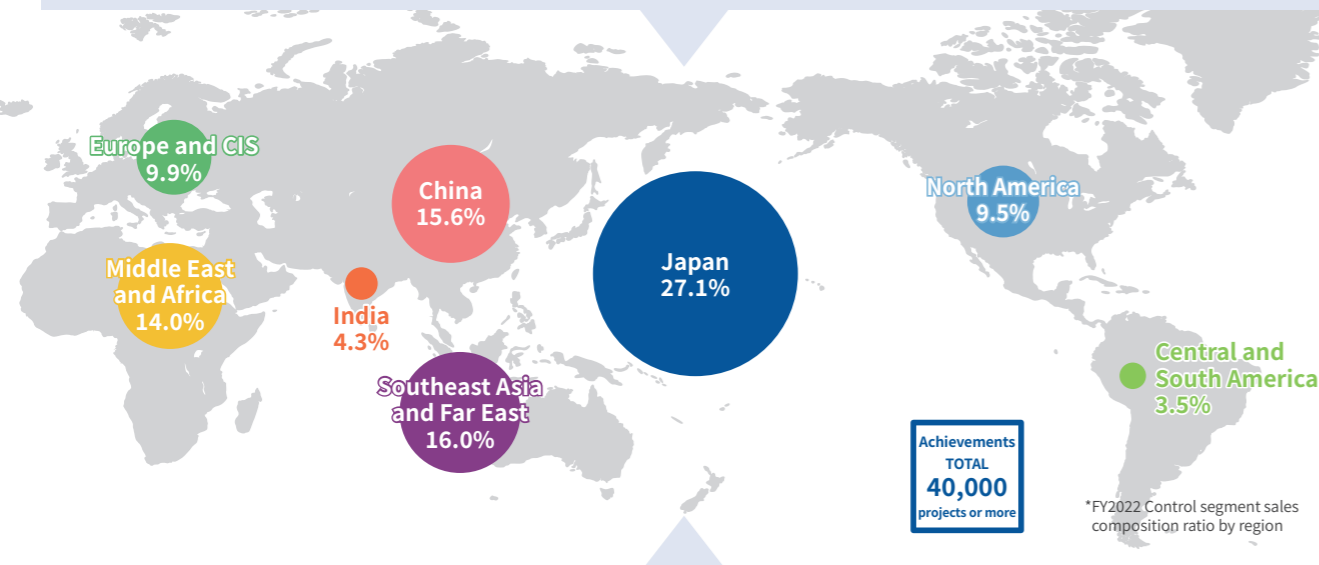 Europe and CIS
9.9%
China
15.6%
North America
9.5%
Japan
27.1%
Middle East
and Africa
14.0%
India
4.3%
Southeast Asia
and Far East
16.0%
Central and
South America
3.5%
Achievements
TOTAL
40,000
projects or more
*FY2022 Control segment sales
composition ratio by region